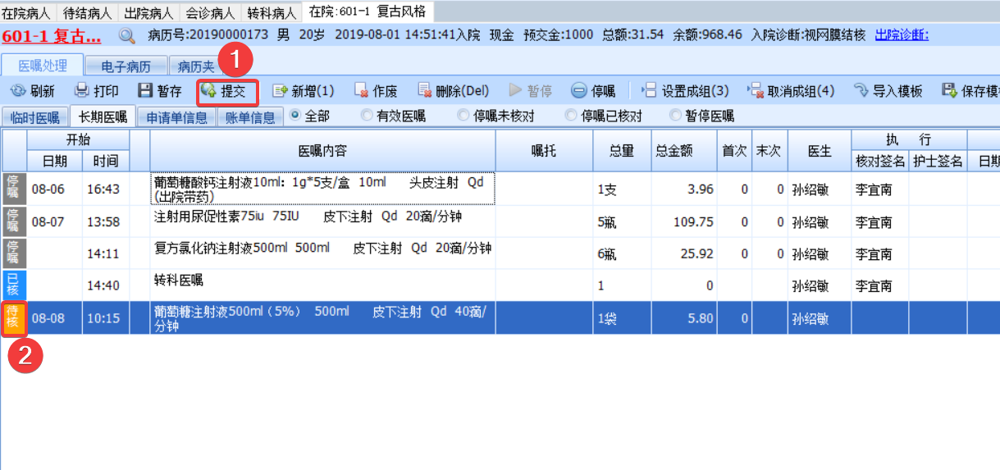 在院病人 待结病人 出院病人 会诊病人 转科病人 在院:601-1 复古风格
601-1 复古... 病历号:20190000173 男 20岁 2019-08-01 14:51:41入院 现金 预交金:1000 总额:31.54 余额:968.46 入院诊断:视网膜结核 出院诊断:
医嘱处理 电子病历 病历夹 1
刷新 打印 暂存 提交 新增(1) 作废 删除(Del) 暂停 停嘱 设置成组(3) 取消成组(4) 导入模板 保存模
临时医嘱 长期医嘱 申请单信息 账单信息 全部 有效医嘱 停嘱未核对 停嘱已核对 暂停医嘱
开始 医嘱内容 嘱托 总量 总金额 首次 末次 医生 执 行
日期 时间 核对签名 护士签名 日期
停嘱 08-06 16:43 葡萄糖酸钙注射液10ml: 1g*5支/盒 10ml 头皮注射 Qd 1支 3.96 0 0 孙绍敏 李宜南
(出院带药)
停嘱 08-07 13:58 注射用尿促性素75iu 75IU 皮下注射 Qd 20滴/分钟 5瓶 109.75 0 0 孙绍敏 李宜南
停嘱 14:11 复方氯化钠注射液500ml 500ml 皮下注射 Qd 20滴/分钟 6瓶 25.92 0 0 孙绍敏 李宜南
已核 14:40 转科医嘱 1 0 孙绍敏 李宜南
待核 08-08 10:15 葡萄糖注射液500ml（5%） 500ml 皮下注射 Qd 40滴/ 1袋 5.80 0 孙绍敏
分钟
2